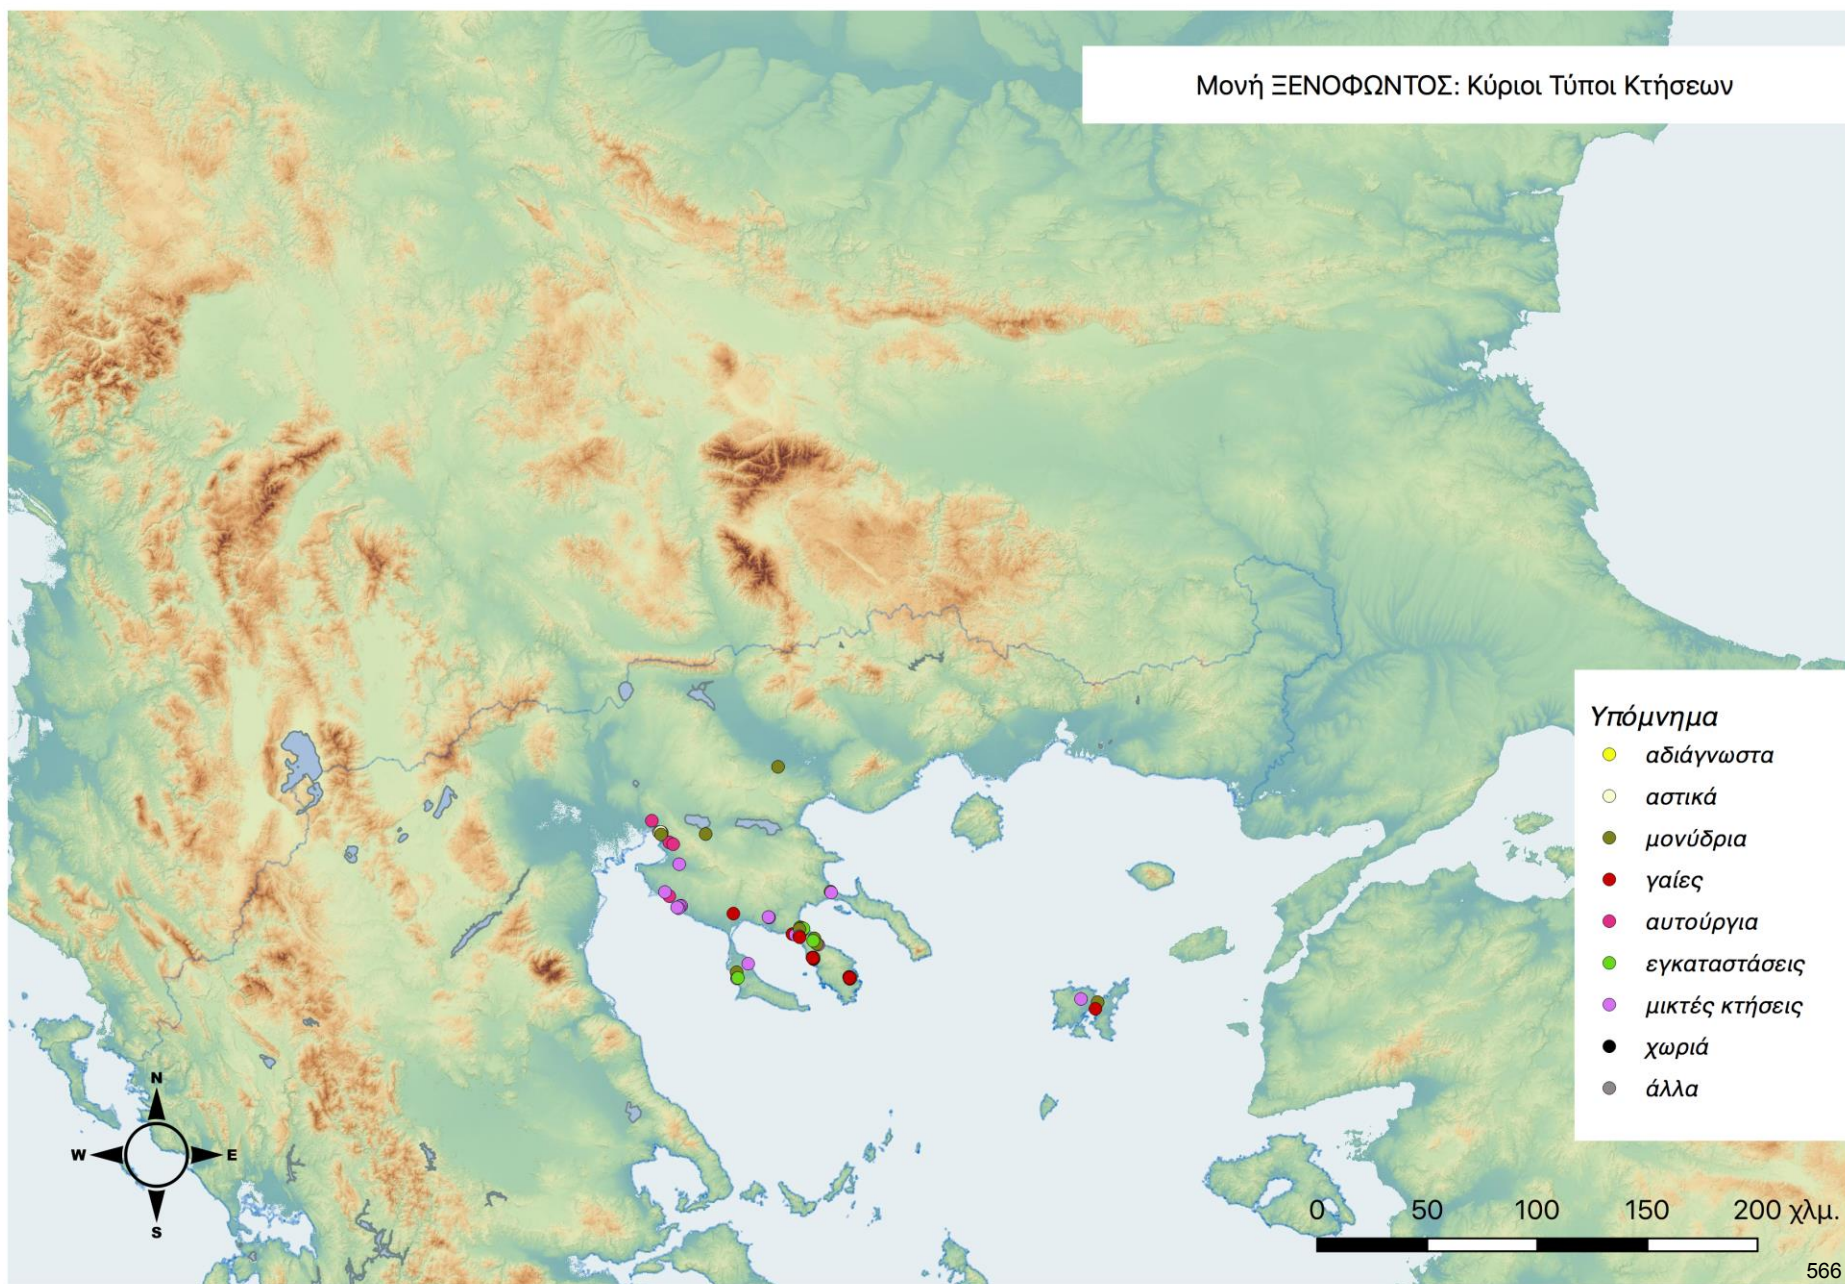 Μονή ΞΕΝΟΦΩΝΤΟΣ: Κύριοι Τύποι Κτήσεων
Υπόμνημα
αδιάγνωστα
αστικά
μονύδρια
γαίες
αυτούργια
εγκαταστάσεις
μικτές κτήσεις
χωριά
άλλα
N
W E
S
0 50 100 150 200 χλμ.
566